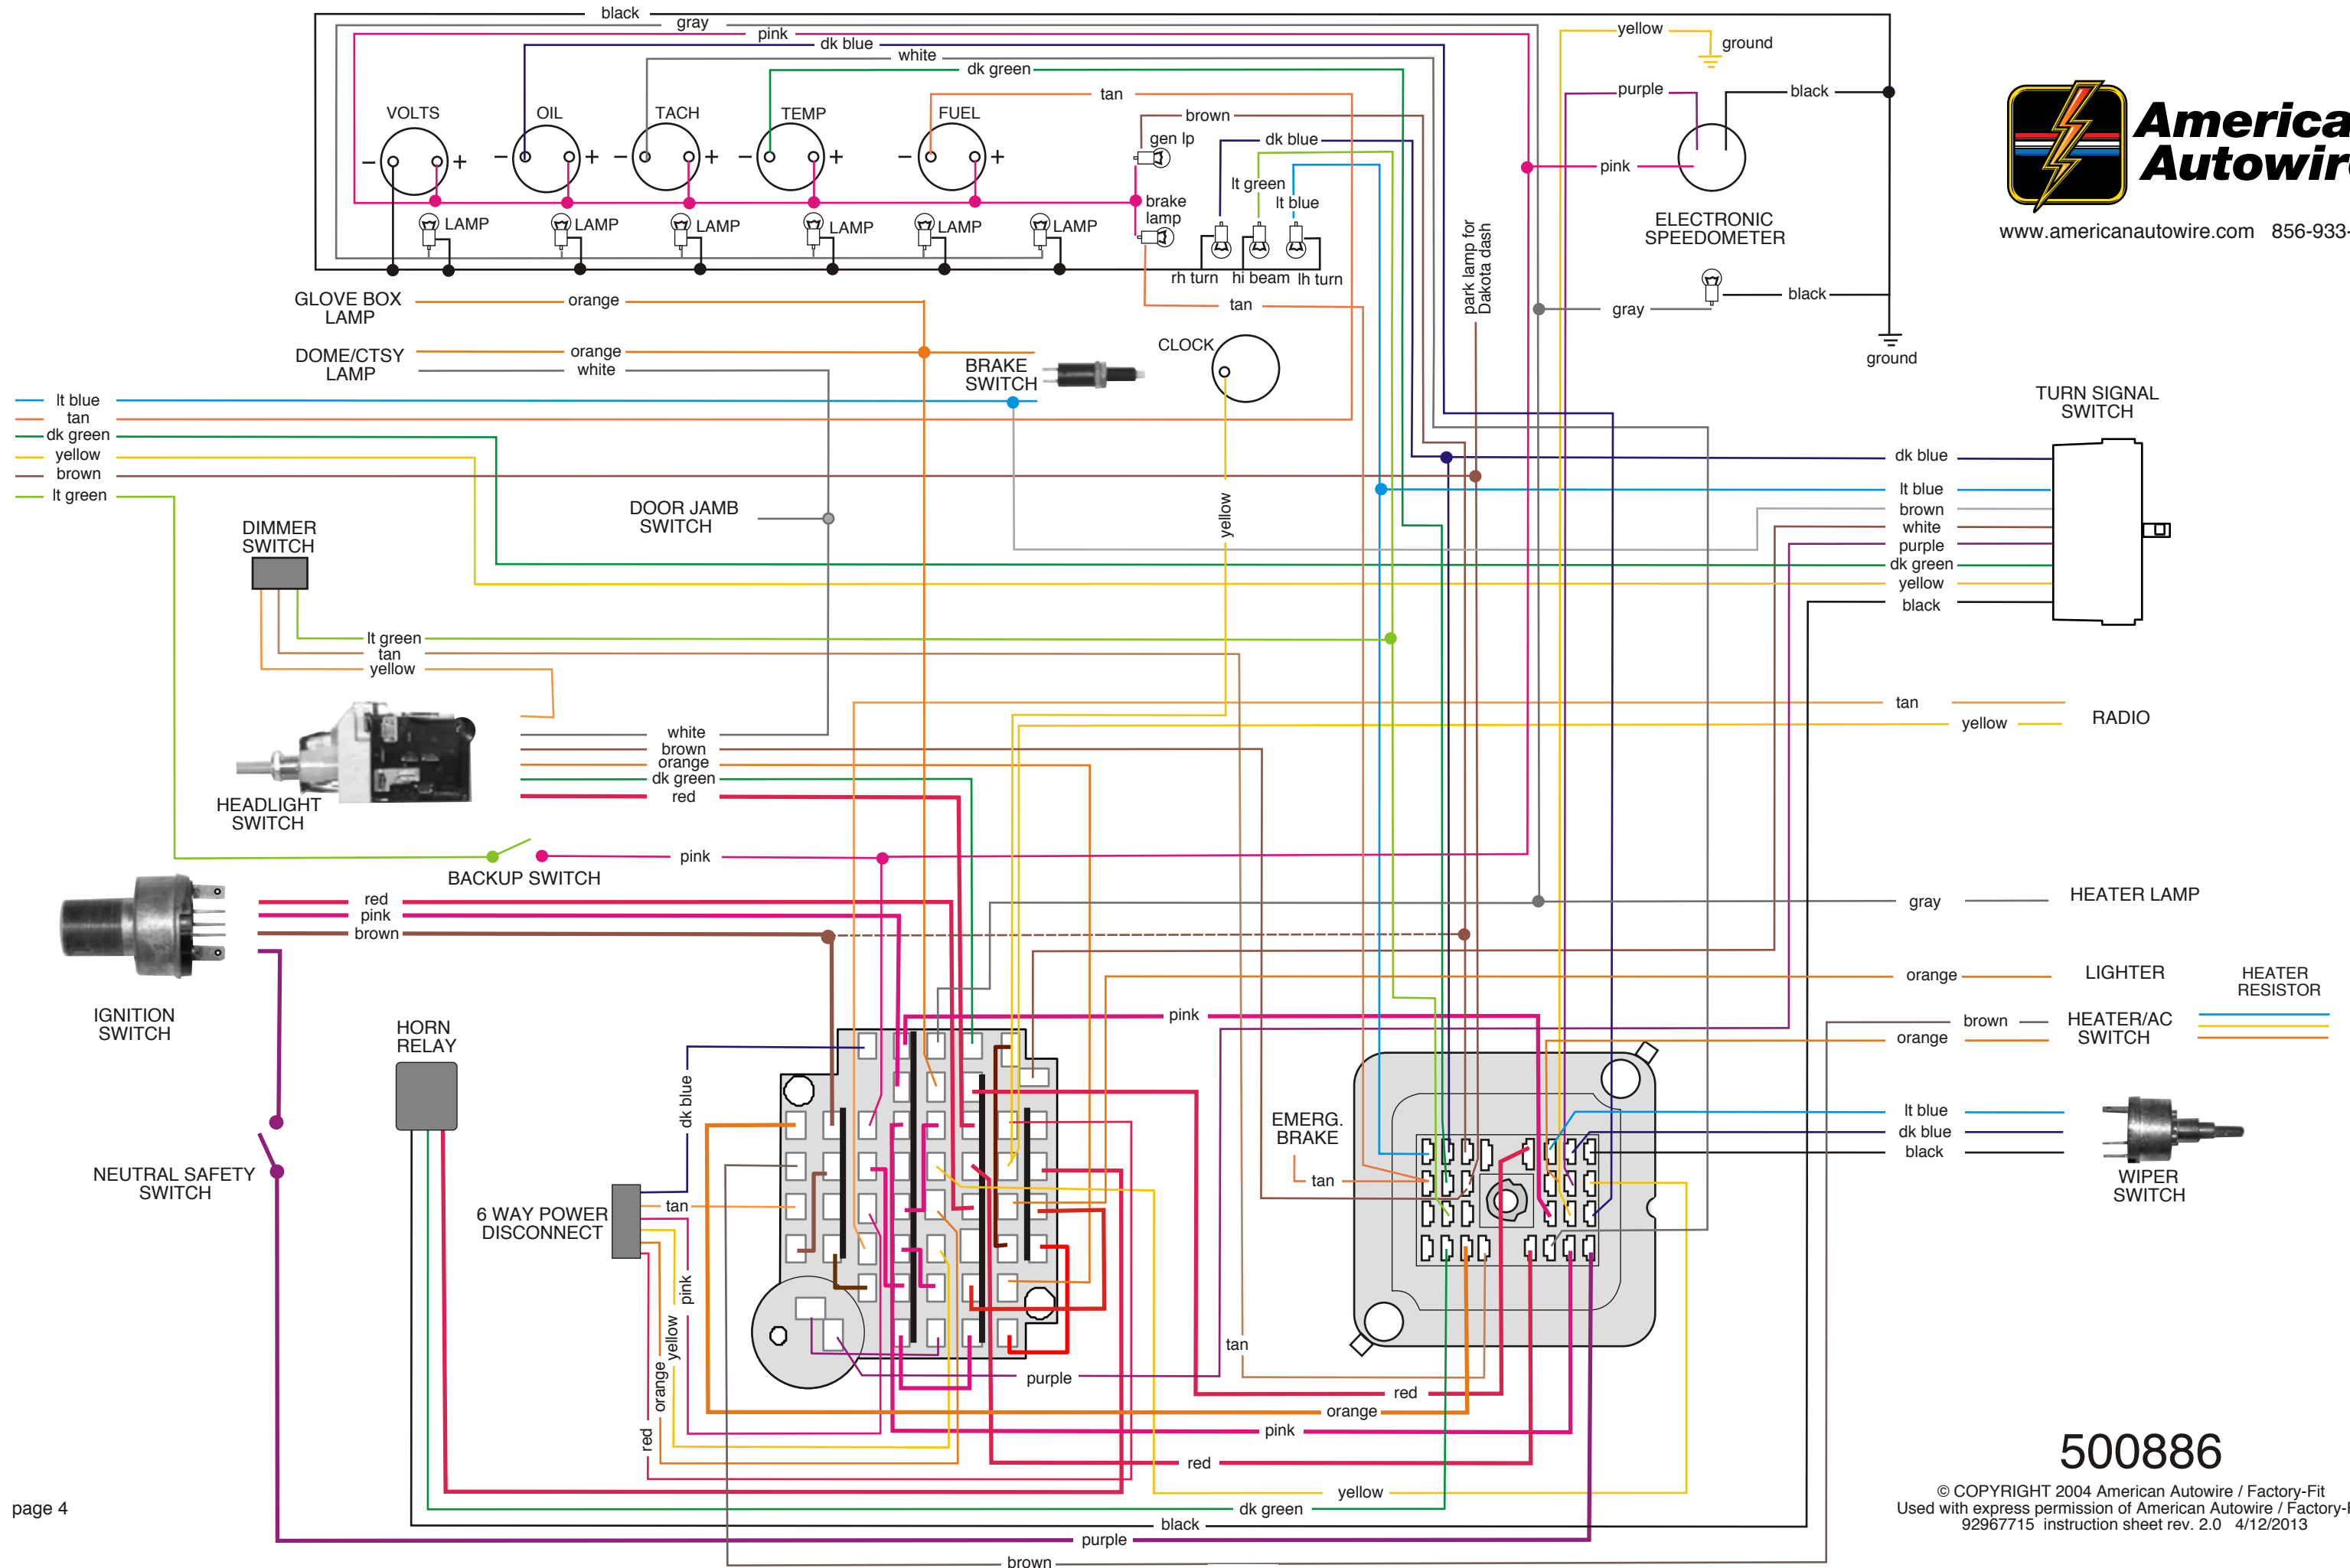 black
gray
pink
dk blue
white
dk green
tan
brown
gen lp
dk blue
lt green
lt blue
VOLTS
OIL
TACH
TEMP
FUEL
− +
− +
− +
− +
− +
LAMP
LAMP
LAMP
LAMP
LAMP
LAMP
brake
lamp
rh turn
hi beam
lh turn
tan
yellow
ground
purple
black
pink
ELECTRONIC
SPEEDOMETER
gray
black
ground
park lamp for
Dakota dash
Autowire
www.americanautowire.com 856-933-
GLOVE BOX
LAMP
orange
DOME/CTSY
LAMP
orange
white
BRAKE
SWITCH
CLOCK
lt blue
tan
dk green
yellow
brown
lt green
DOOR JAMB
SWITCH
yellow
TURN SIGNAL
SWITCH
dk blue
lt blue
brown
white
purple
dk green
yellow
black
DIMMER
SWITCH
lt green
tan
yellow
tan
yellow
RADIO
white
brown
orange
dk green
red
HEADLIGHT
SWITCH
pink
BACKUP SWITCH
red
pink
brown
IGNITION
SWITCH
gray
HEATER LAMP
orange
LIGHTER
HEATER
RESISTOR
brown
orange
HEATER/AC
SWITCH
HORN
RELAY
pink
dk blue
EMERG.
BRAKE
tan
lt blue
dk blue
black
WIPER
SWITCH
NEUTRAL SAFETY
SWITCH
6 WAY POWER
DISCONNECT
tan
pink
yellow
orange
red
tan
purple
red
orange
pink
red
yellow
dk green
black
purple
brown
page 4
500886
© COPYRIGHT 2004 American Autowire / Factory-Fit
Used with express permission of American Autowire / Factory-F
92967715 instruction sheet rev. 2.0 4/12/2013